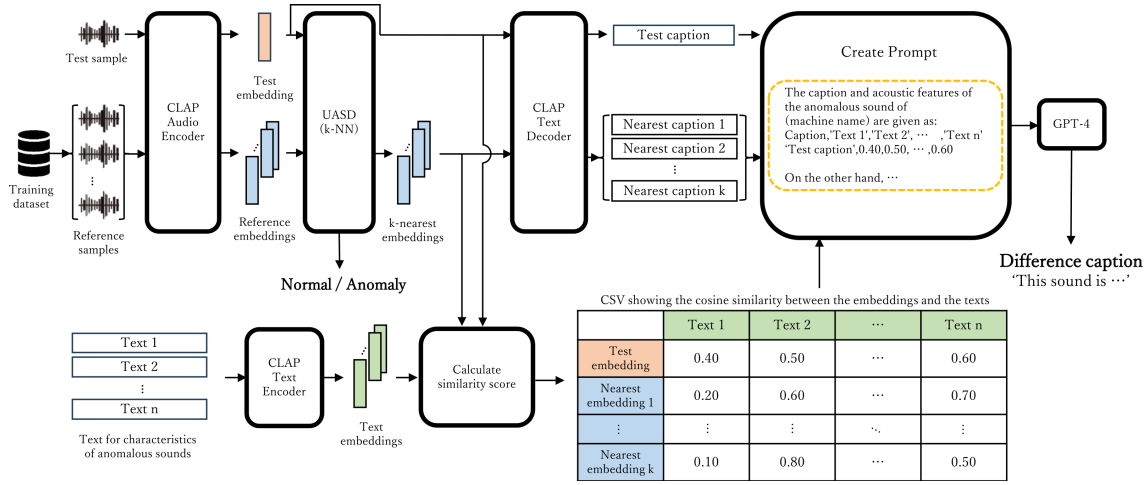 Test sample
Training
dataset
Reference
samples
CLAP
Audio
Encoder
Test
embedding
Reference
embeddings
UASD
(k-NN)
Normal / Anomaly
k-nearest
embeddings
CLAP
Text
Decoder
Test caption
Nearest caption 1
Nearest caption 2
⋮
Nearest caption k
Create Prompt
The caption and acoustic features of
the anomalous sound of
(machine name) are given as:
Caption,'Text 1','Text 2', ⋯ ,'Text n'
'Test caption',0.40,0.50, ⋯ ,0.60
On the other hand, ⋯
GPT-4
Difference caption
'This sound is ⋯'
Text 1
Text 2
⋮
Text n
Text for characteristics
of anomalous sounds
CLAP
Text
Encoder
Text
embeddings
Calculate
similarity score
CSV showing the cosine similarity between the embeddings and the texts
Text 1 Text 2 ⋯ Text n
Test
embedding
0.40 0.50 ⋯ 0.60
Nearest
embedding 1
0.20 0.60 ⋯ 0.70
⋮ ⋮ ⋮ ⋱ ⋮
Nearest
embedding k
0.10 0.80 ⋯ 0.50